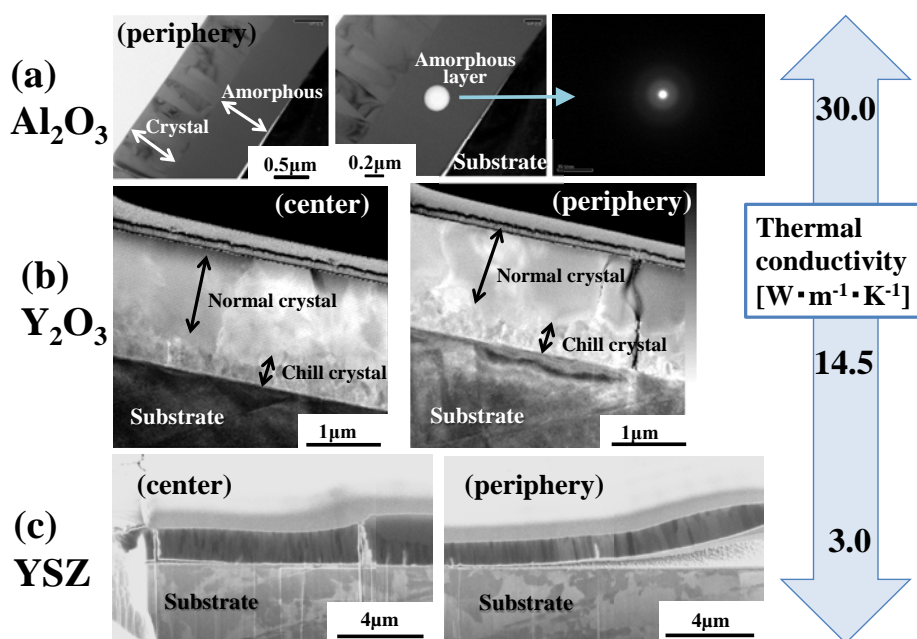 (a)
Al₂O₃
(periphery)
Amorphous
Crystal
0.5μm
Amorphous
layer
Substrate
0.2μm
30.0
(b)
Y₂O₃
(center)
Normal crystal
Chill crystal
Substrate
1μm
(periphery)
Normal crystal
Chill crystal
Substrate
1μm
Thermal
conductivity
[W・m⁻¹・K⁻¹]
14.5
(c)
YSZ
(center)
Substrate
4μm
(periphery)
Substrate
4μm
3.0